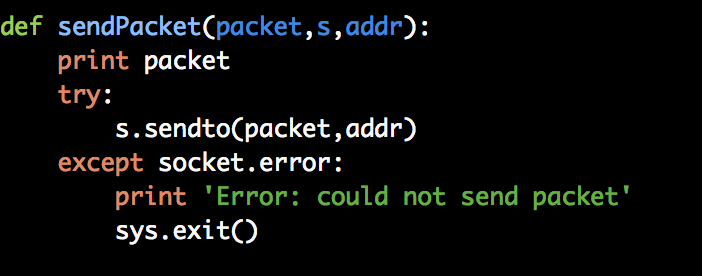 def sendPacket(packet,s,addr):
    print packet
    try:
        s.sendto(packet,addr)
    except socket.error:
        print 'Error: could not send packet'
        sys.exit()